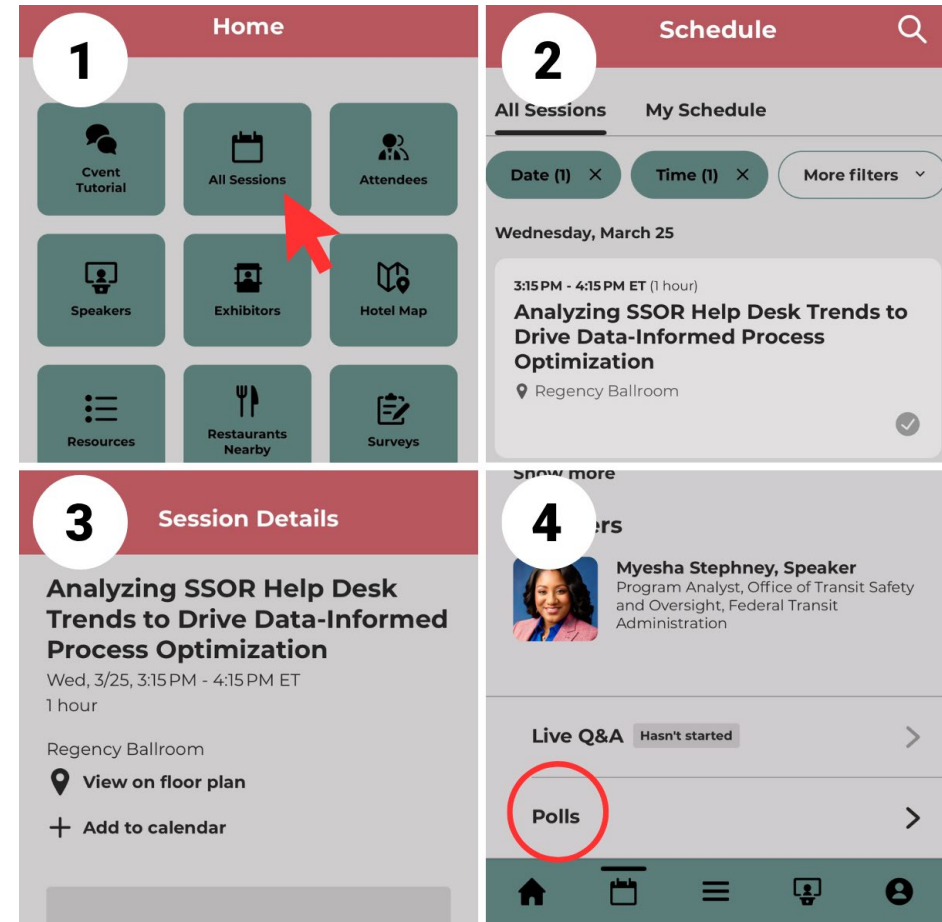 1
Home
Cvent
Tutorial
All Sessions
Attendees
Speakers
Exhibitors
Hotel Map
Resources
Restaurants
Nearby
Surveys
2
Schedule
All Sessions
My Schedule
Date (1) ×
Time (1) ×
More filters
Wednesday, March 25
3:15 PM - 4:15 PM ET (1 hour)
Analyzing SSOR Help Desk Trends to
Drive Data-Informed Process
Optimization
Regency Ballroom
3
Session Details
Analyzing SSOR Help Desk
Trends to Drive Data-Informed
Process Optimization
Wed, 3/25, 3:15 PM - 4:15 PM ET
1 hour
Regency Ballroom
View on floor plan
+ Add to calendar
Show more
4
ers
Myesha Stephney, Speaker
Program Analyst, Office of Transit Safety
and Oversight, Federal Transit
Administration
Live Q&A Hasn't started
Polls